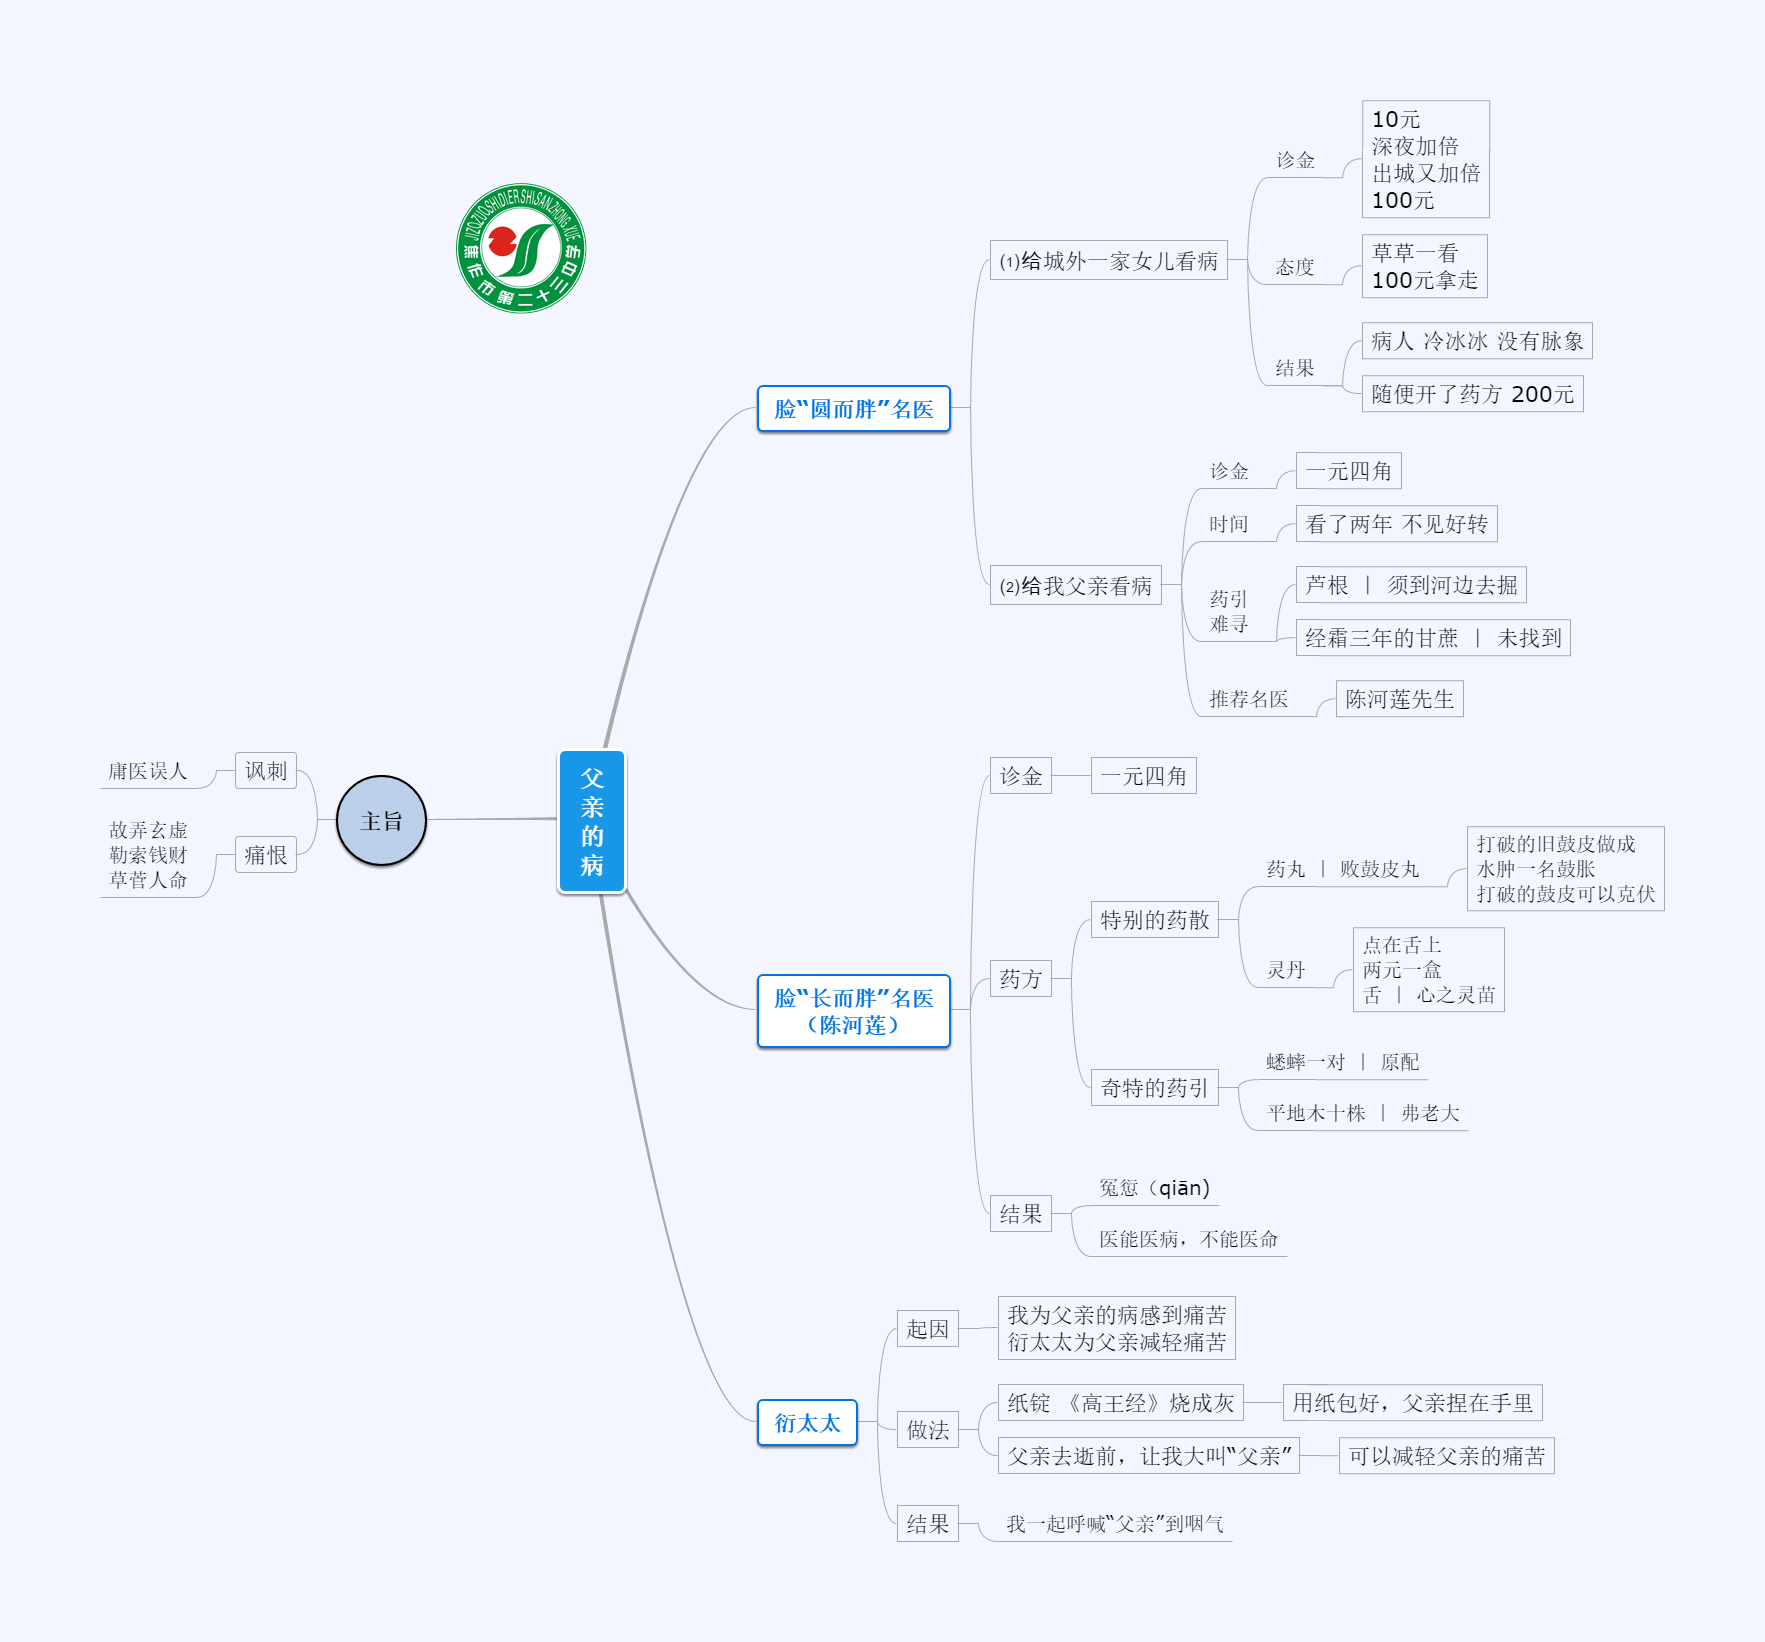 JIZOZUOSHIDIERSHISANZHONG XUE
焦作市第二十三中学
10元
深夜加倍
出城又加倍
100元
诊金
草草一看
100元拿走
态度
⑴给城外一家女儿看病
病人 冷冰冰 没有脉象
结果
随便开了药方 200元
脸“圆而胖”名医
诊金
一元四角
时间
看了两年 不见好转
⑵给我父亲看病
药引
难寻
芦根 | 须到河边去掘
经霜三年的甘蔗 | 未找到
推荐名医
陈河莲先生
父
亲
的
病
主旨
讽刺
庸医误人
痛恨
故弄玄虚
勒索钱财
草菅人命
诊金
一元四角
脸“长而胖”名医
（陈河莲）
药方
特别的药散
药丸 | 败鼓皮丸
打破的旧鼓皮做成
水肿一名鼓胀
打破的鼓皮可以克伏
灵丹
点在舌上
两元一盒
舌 | 心之灵苗
奇特的药引
蟋蟀一对 | 原配
平地木十株 | 弗老大
结果
冤愆（qiān)
医能医病，不能医命
衍太太
起因
我为父亲的病感到痛苦
衍太太为父亲减轻痛苦
做法
纸锭 《高王经》烧成灰
用纸包好，父亲捏在手里
父亲去逝前，让我大叫“父亲”
可以减轻父亲的痛苦
结果
我一起呼喊“父亲”到咽气